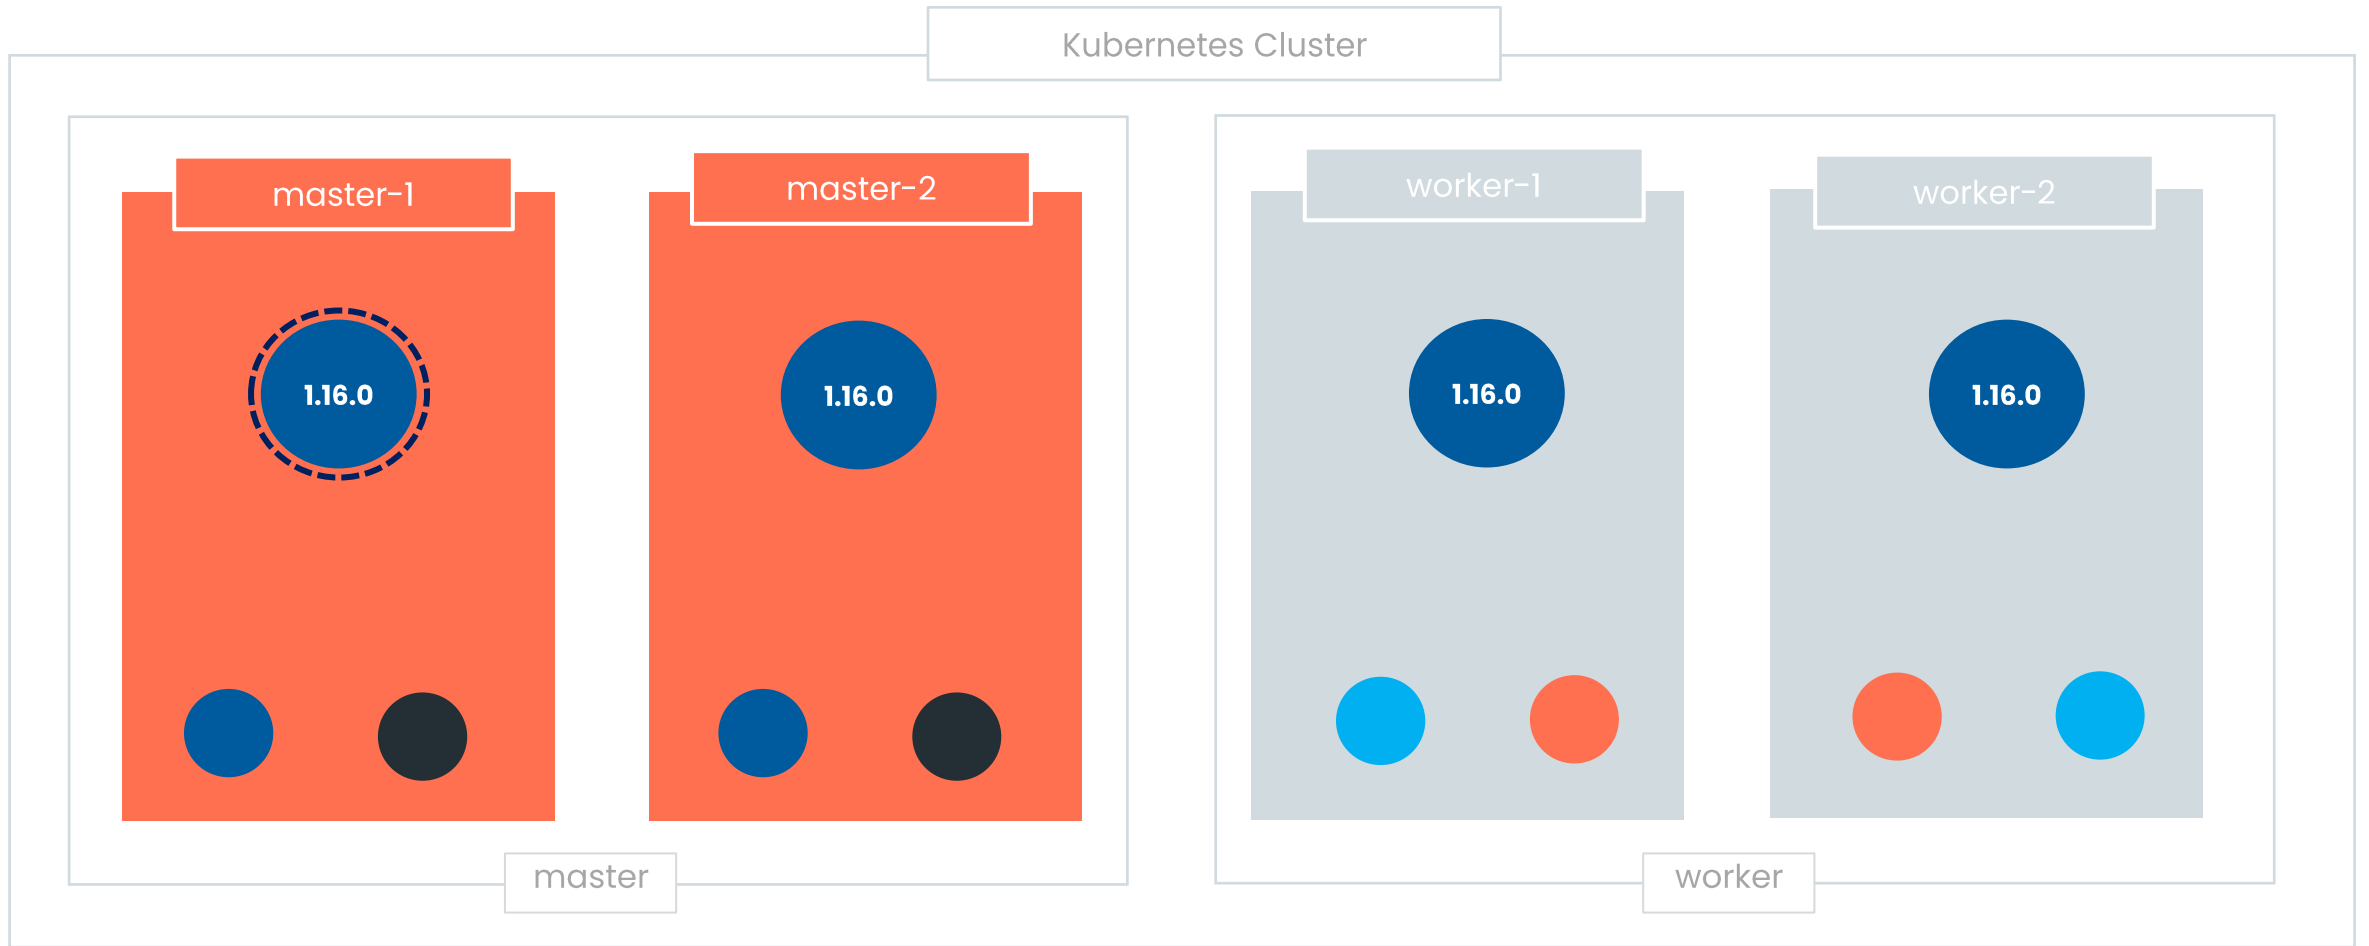 Kubernetes Cluster
master-1
master-2
worker-1
worker-2
1.16.0
1.16.0
1.16.0
1.16.0
master
worker